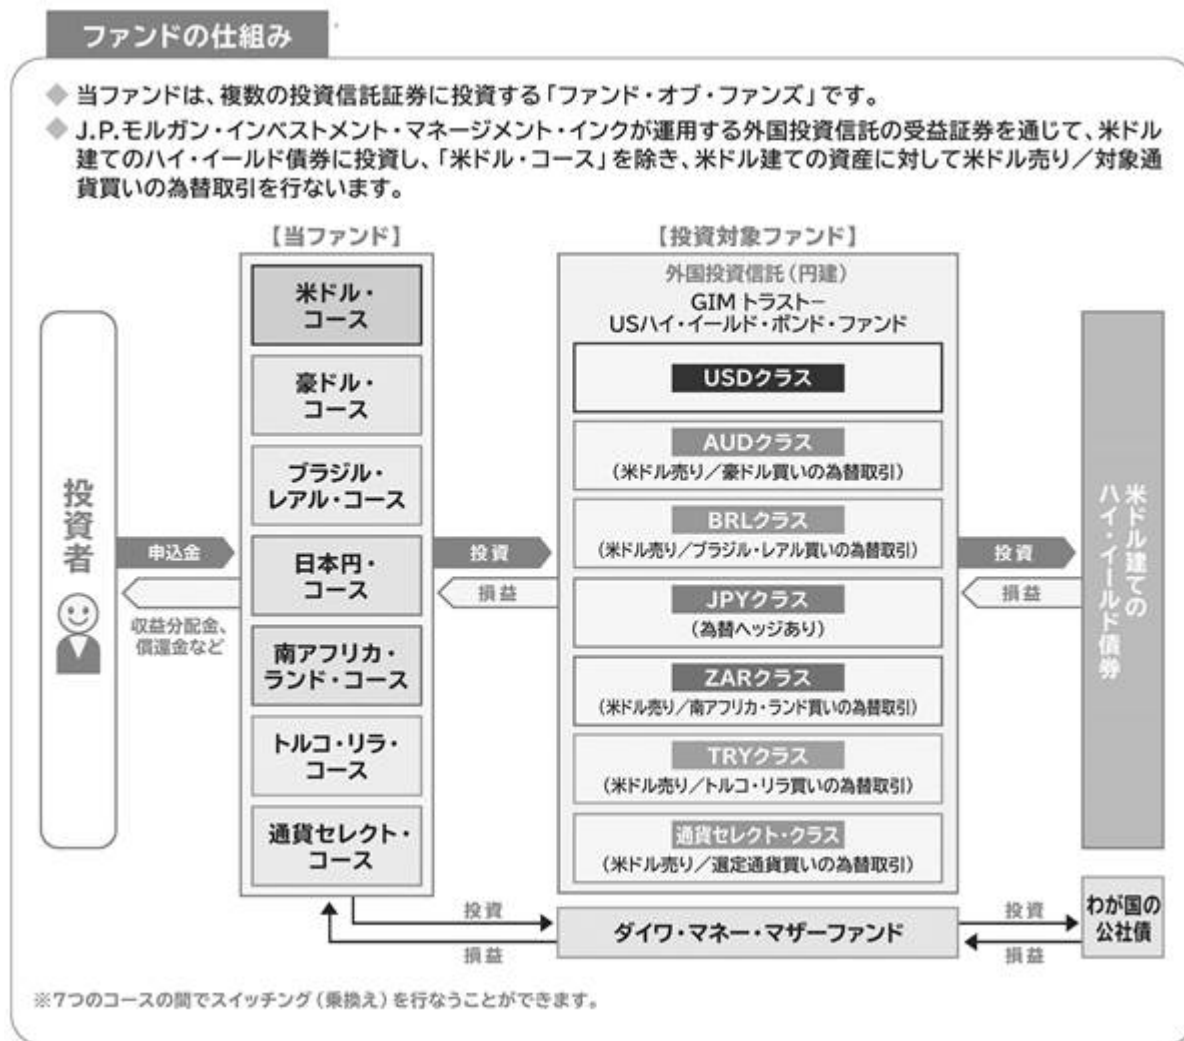 ファンドの仕組み
◆ 当ファンドは、複数の投資信託証券に投資する「ファンド・オブ・ファンズ」です。
◆ J.P.モルガン・インベストメント・マネージメント・インクが運用する外国投資信託の受益証券を通じて、米ドル
建てのハイ・イールド債券に投資し、「米ドル・コース」を除き、米ドル建ての資産に対して米ドル売り／対象通
貨買いの為替取引を行ないます。
【当ファンド】
【投資対象ファンド】
投資者
申込金
収益分配金、
償還金など
米ドル・
コース
豪ドル・
コース
ブラジル・
レアル・コース
日本円・
コース
南アフリカ・
ランド・コース
トルコ・リラ・
コース
通貨セレクト・
コース
投資
損益
外国投資信託（円建）
GIM トラスト－
USハイ・イールド・ボンド・ファンド
USDクラス
AUDクラス
（米ドル売り／豪ドル買いの為替取引）
BRLクラス
（米ドル売り／ブラジル・レアル買いの為替取引）
JPYクラス
（為替ヘッジあり）
ZARクラス
（米ドル売り／南アフリカ・ランド買いの為替取引）
TRYクラス
（米ドル売り／トルコ・リラ買いの為替取引）
通貨セレクト・クラス
（米ドル売り／選定通貨買いの為替取引）
投資
損益
米ドル建ての
ハイ・イールド債券
投資
損益
ダイワ・マネー・マザーファンド
投資
損益
わが国の
公社債
※7つのコースの間でスイッチング（乗換え）を行なうことができます。